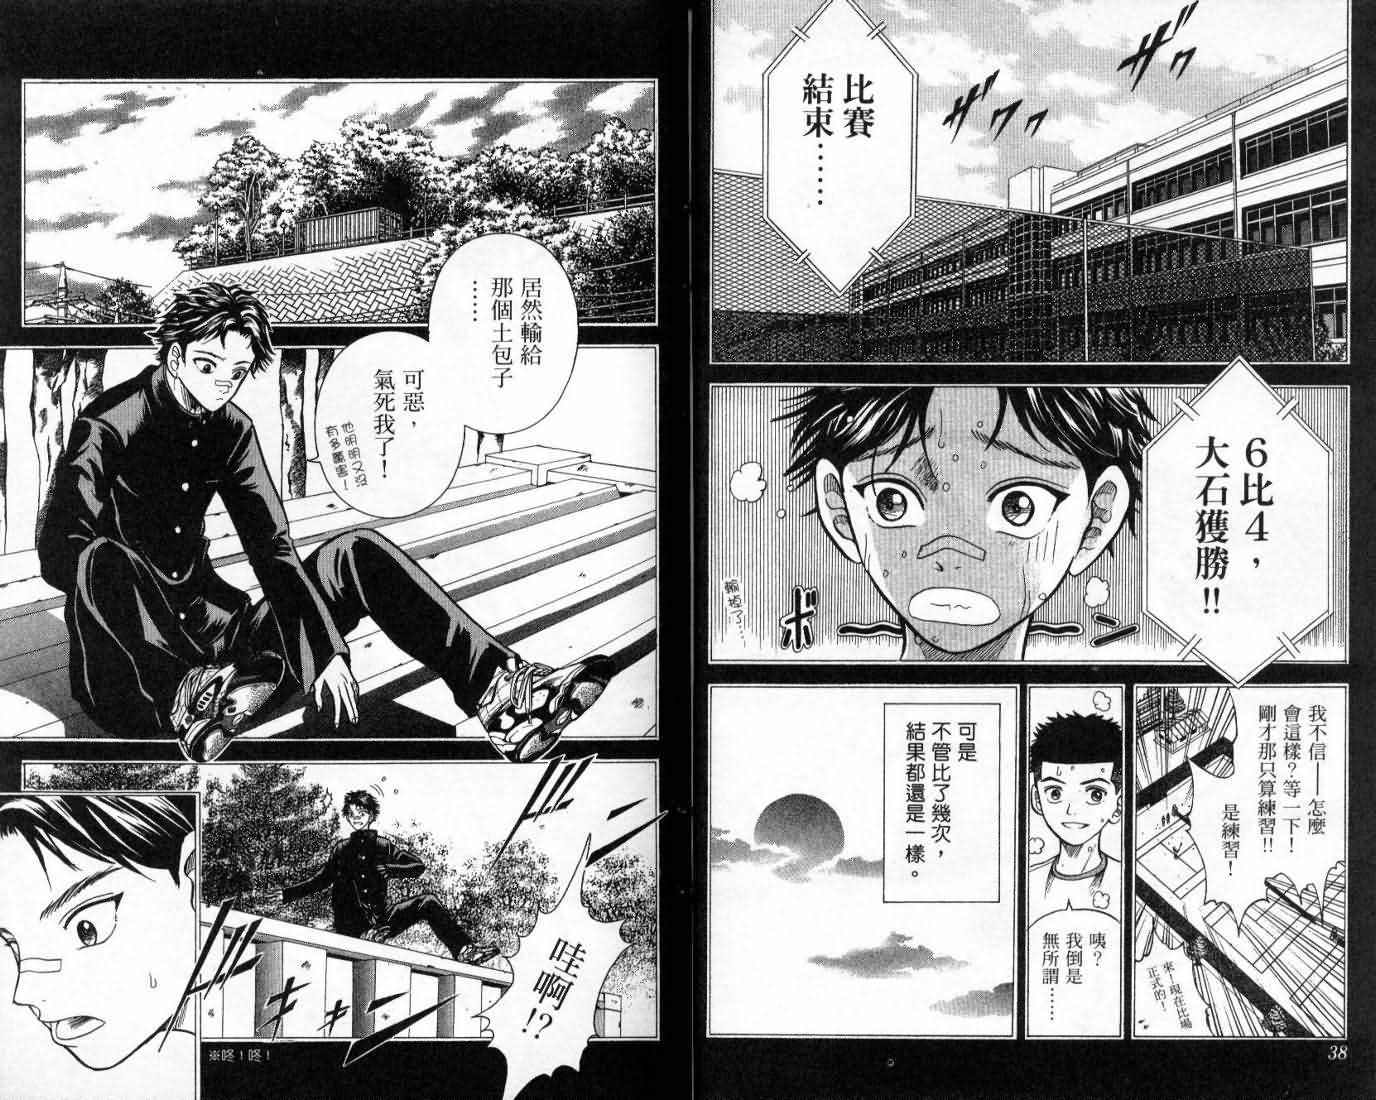 ザワ
ザワ
比賽
結束⋯⋯
6比4，
大石獲勝!!
輸掉了⋯
ボーン
我不信──怎麼
會這樣？等一下！
剛才那只算練習!!
是練習！
來，現在比場
正式的！
咦？
我倒是
無所謂⋯⋯
可是
不管比了幾次，
結果都還是一樣。
38
居然輸給
那個土包子
⋯⋯
可惡，
氣死我了！
他明明又沒
有多厲害！
哇啊!?
ドン
ドン
※咚！咚！